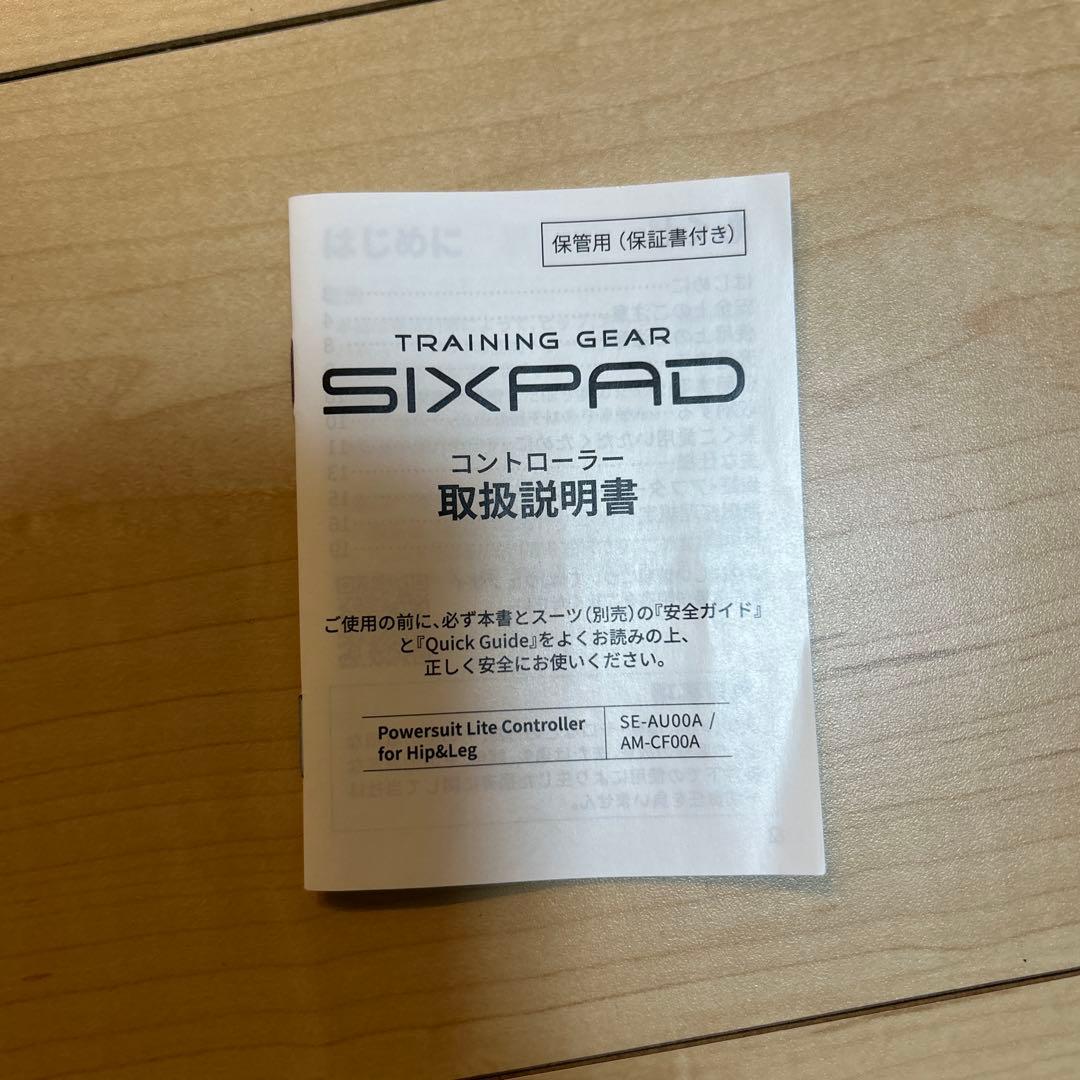 保管用（保証書付き）
TRAINING GEAR
SIXPAD
コントローラー
取扱説明書
ご使用の前に、必ず本書とスーツ（別売）の『安全ガイド』
と『Quick Guide』をよくお読みの上、
正しく安全にお使いください。
Powersuit Lite Controller
for Hip&Leg
SE-AU00A /
AM-CF00A